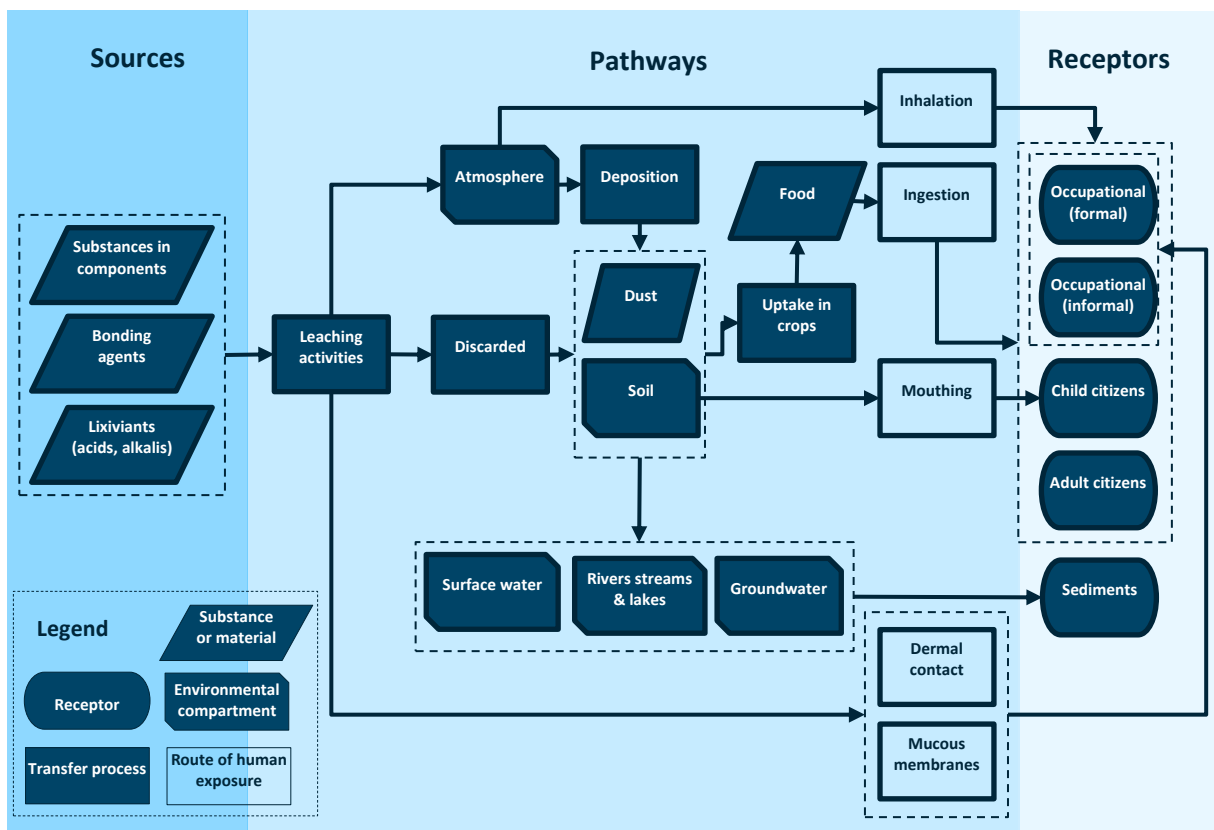 Sources
Pathways
Receptors
Inhalation
Atmosphere
Deposition
Food
Ingestion
Occupational
(formal)
Substances in
components
Dust
Uptake in
crops
Occupational
(informal)
Bonding
agents
Leaching
activities
Discarded
Soil
Mouthing
Child citizens
Lixiviants
(acids, alkalis)
Adult citizens
Surface water
Rivers streams
& lakes
Groundwater
Sediments
Legend
Substance
or material
Receptor
Environmental
compartment
Transfer process
Route of human
exposure
Dermal
contact
Mucous
membranes